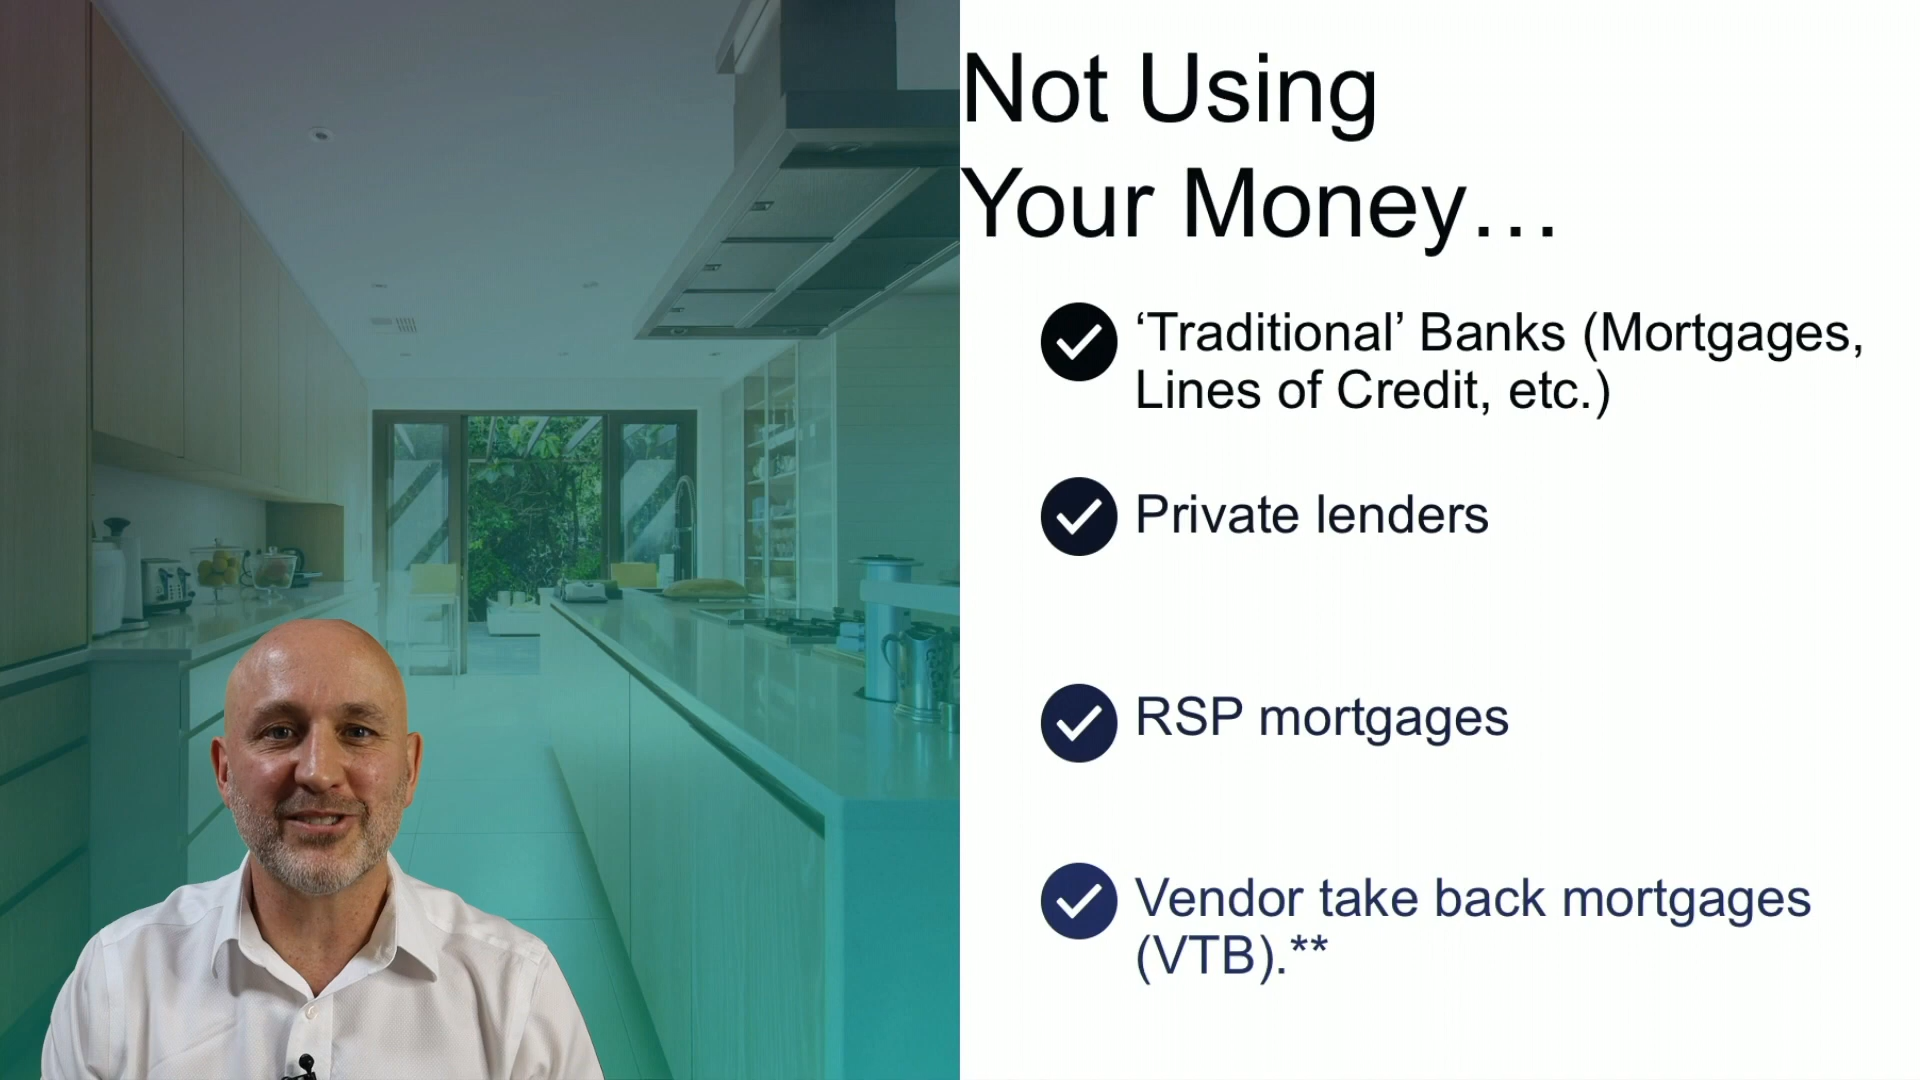 Not Using
Your Money…
‘Traditional’ Banks (Mortgages,
Lines of Credit, etc.)
Private lenders
RSP mortgages
Vendor take back mortgages
(VTB).**